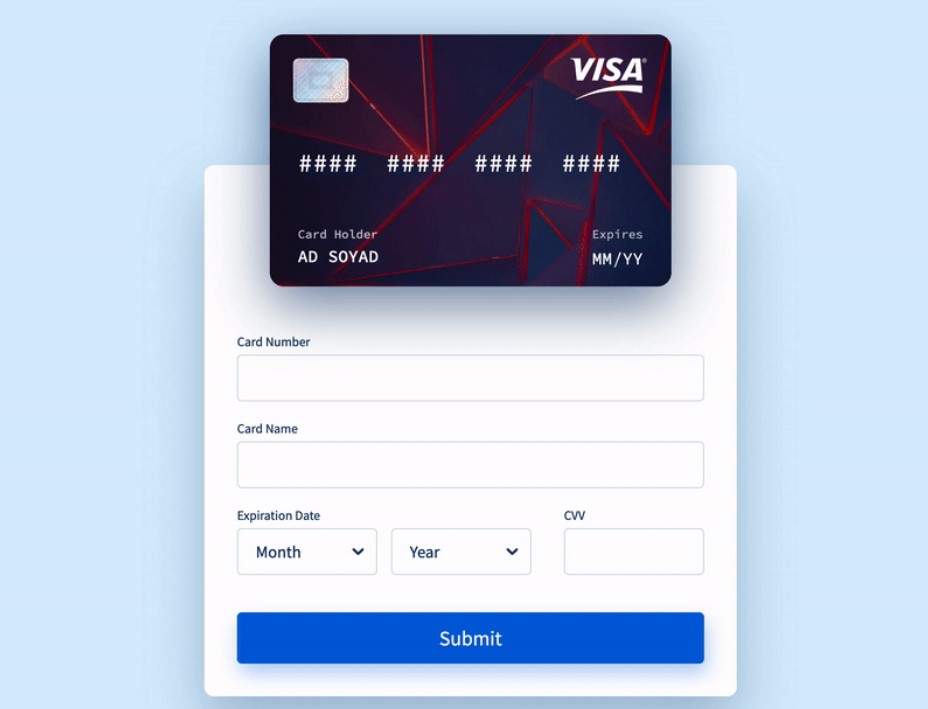 VISA
#### #### #### ####
Card Holder Expires
AD SOYAD MM/YY
Card Number
Card Name
Expiration Date CVV
Month Year
Submit